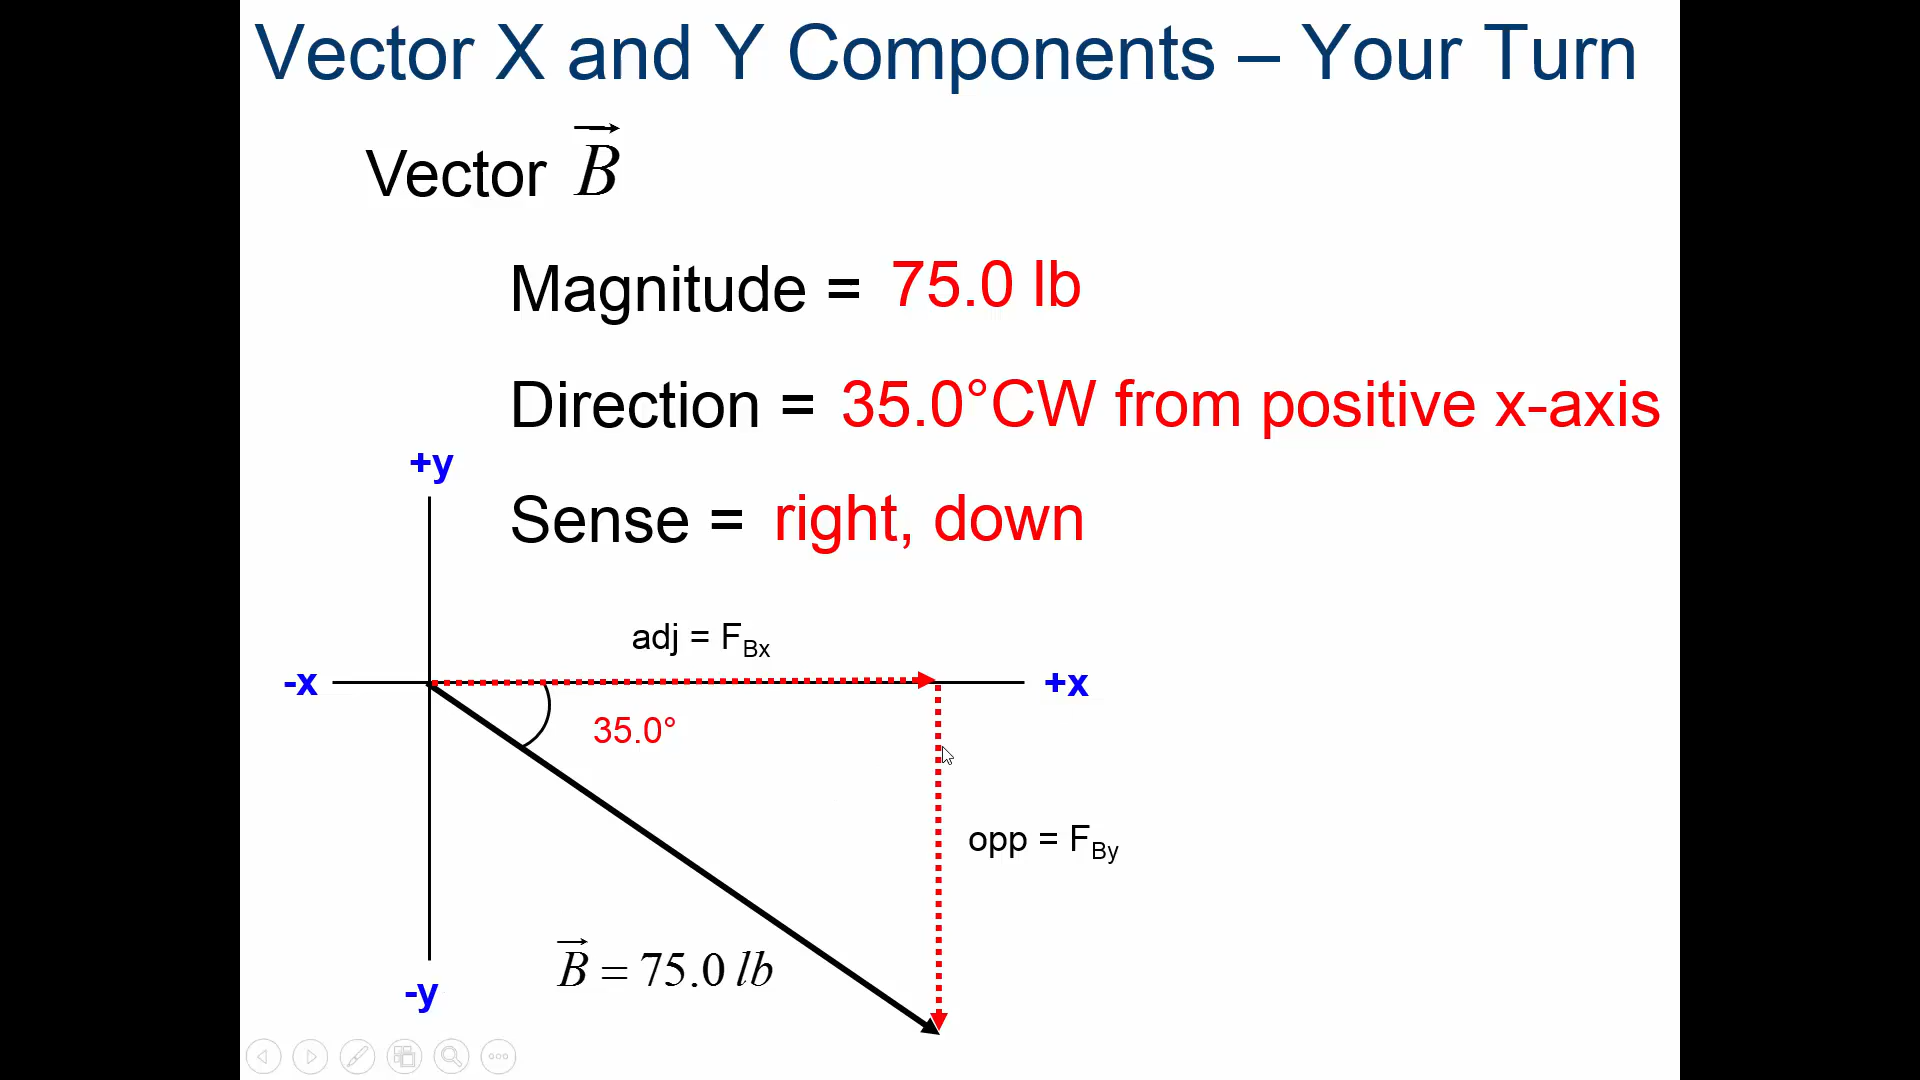 Vector X and Y Components – Your Turn
Vector B
Magnitude = 75.0 lb
Direction = 35.0°CW from positive x-axis
+y
Sense = right, down
adj = FBx
-x
+x
35.0°
opp = FBy
B = 75.0 lb
-y